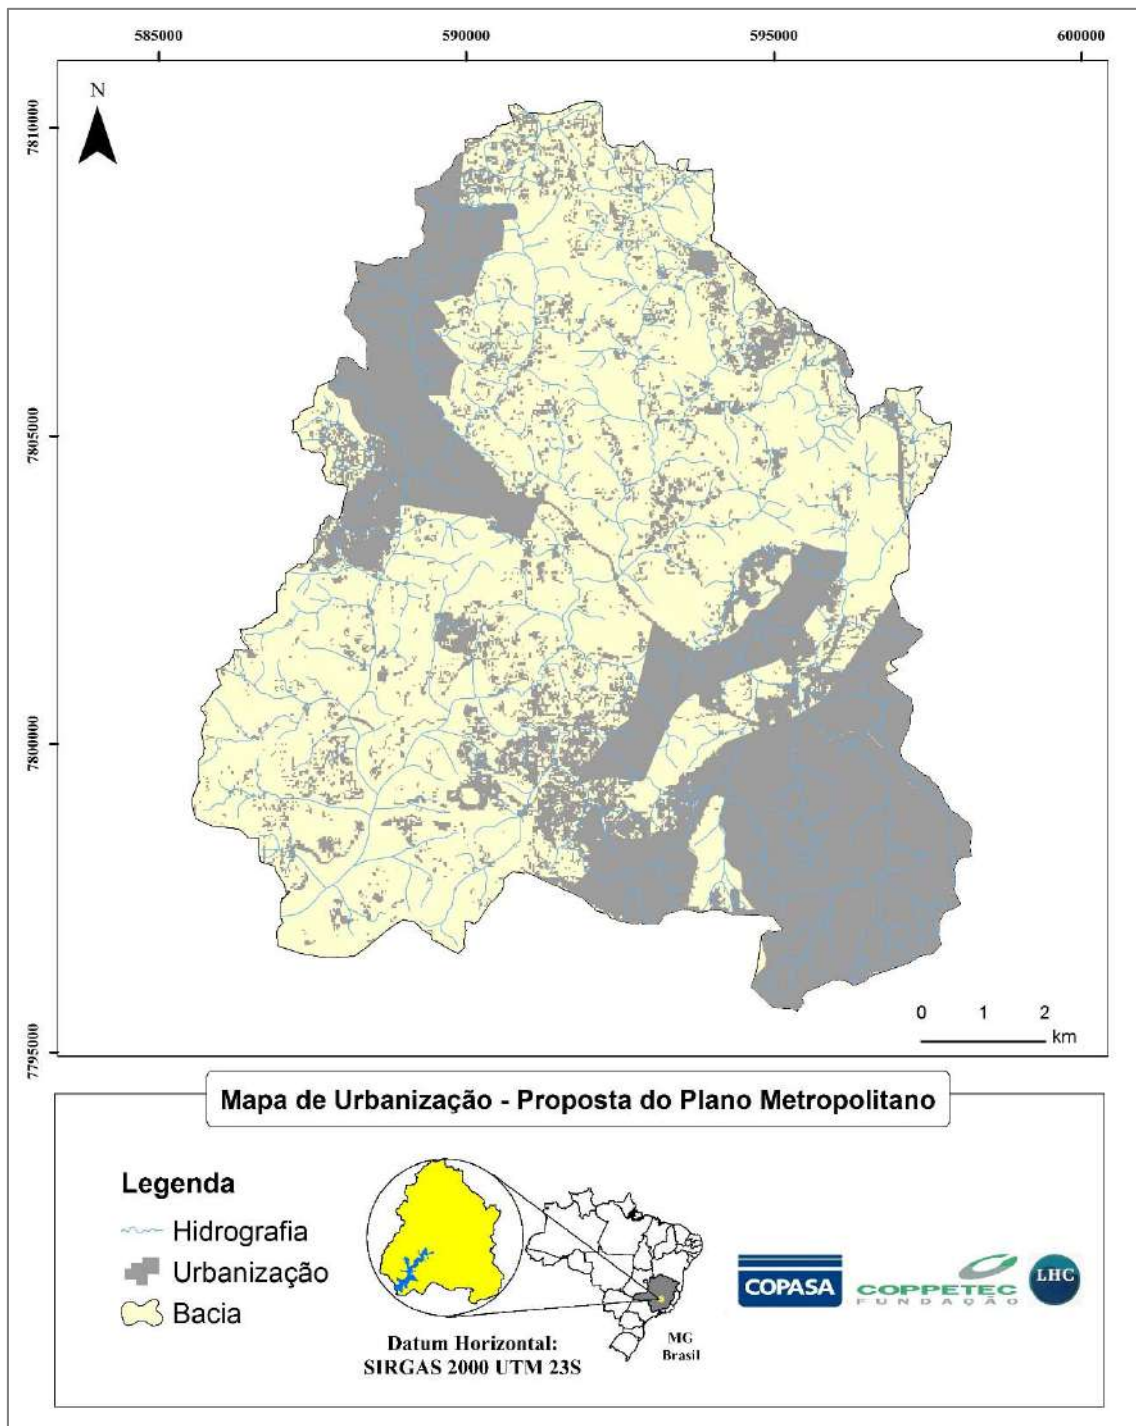 585000 590000 595000 600000
N
7810000
7805000
7800000
7795000
0 1 2
km
Mapa de Urbanização - Proposta do Plano Metropolitano
Legenda
Hidrografia
Urbanização
Bacia
Datum Horizontal:
SIRGAS 2000 UTM 23S
MG
Brasil
COPASA
COPPETEC
FUNDAÇÃO
LHC